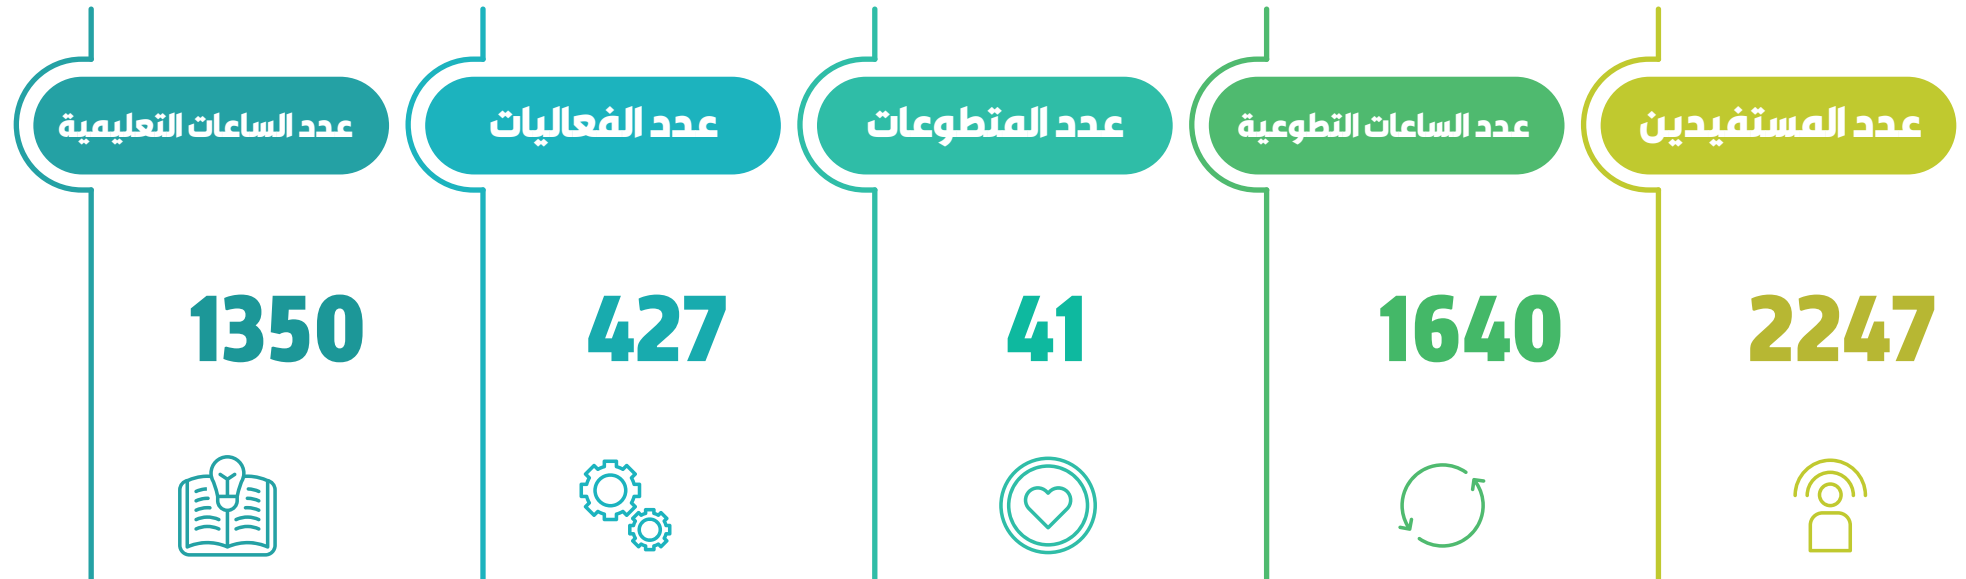 عدد المستفيدين
2247
عدد الساعات التطوعية
1640
عدد المتطوعات
41
عدد الفعاليات
427
عدد الساعات التعليمية
1350